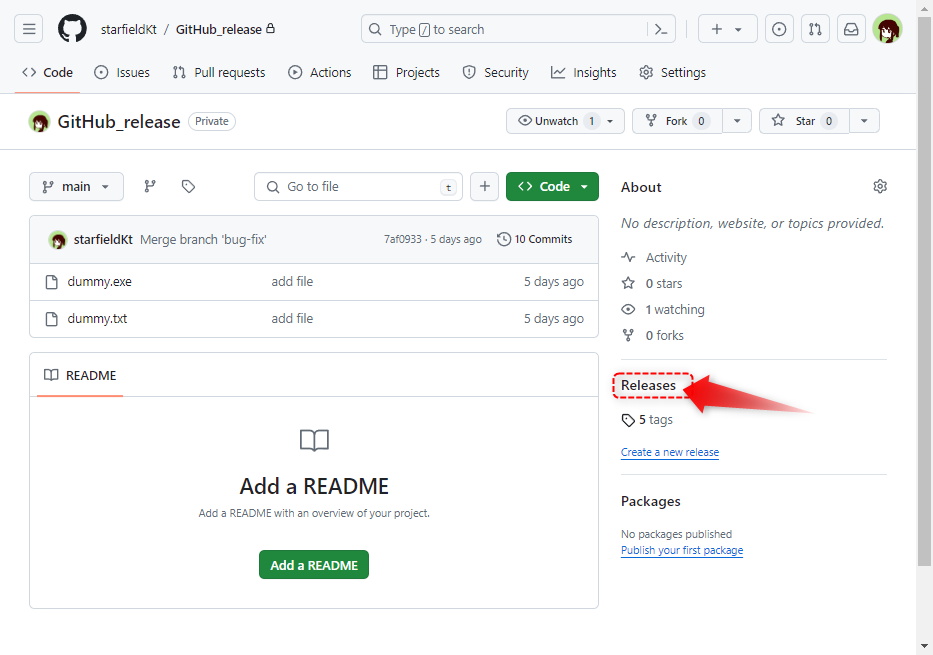 starfieldKt / GitHub_release Type / to search
Code Issues Pull requests Actions Projects Security Insights Settings
GitHub_release Private Unwatch 1 Fork 0 Star 0
main Go to file t Code
starfieldKt Merge branch 'bug-fix' 7af0933 · 5 days ago 10 Commits
dummy.exe add file 5 days ago
dummy.txt add file 5 days ago
README
Add a README
Add a README with an overview of your project.
Add a README
About
No description, website, or topics provided.
Activity
0 stars
1 watching
0 forks
Releases
5 tags
Create a new release
Packages
No packages published
Publish your first package